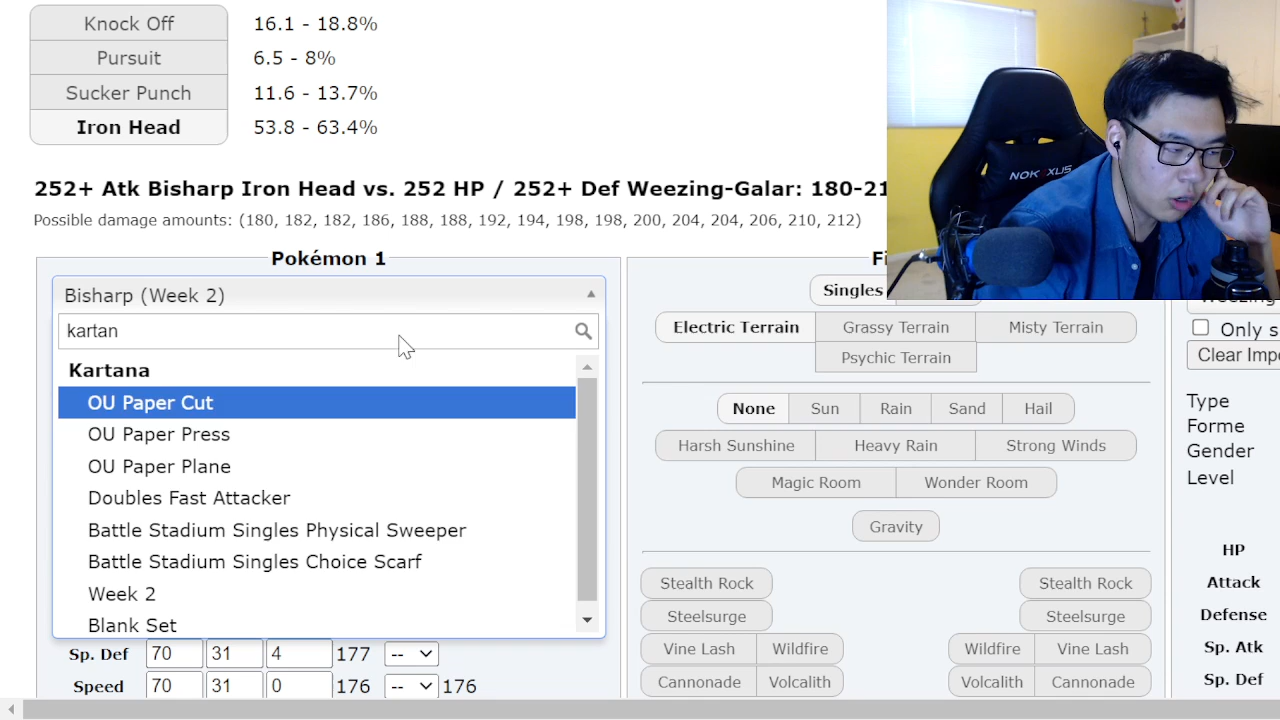 Knock Off 16.1 - 18.8%
Pursuit 6.5 - 8%
Sucker Punch 11.6 - 13.7%
Iron Head 53.8 - 63.4%
252+ Atk Bisharp Iron Head vs. 252 HP / 252+ Def Weezing-Galar: 180-21
Possible damage amounts: (180, 182, 182, 186, 188, 188, 192, 194, 198, 198, 200, 204, 204, 206, 210, 212)
Pokémon 1
Bisharp (Week 2)
kartan
Kartana
OU Paper Cut
OU Paper Press
OU Paper Plane
Doubles Fast Attacker
Battle Stadium Singles Physical Sweeper
Battle Stadium Singles Choice Scarf
Week 2
Blank Set
Sp. Def 70 31 4 177 --
Speed 70 31 0 176 -- 176
Fi
Singles
Electric Terrain Grassy Terrain Misty Terrain
Psychic Terrain
None Sun Rain Sand Hail
Harsh Sunshine Heavy Rain Strong Winds
Magic Room Wonder Room
Gravity
Stealth Rock Stealth Rock
Steelsurge Steelsurge
Vine Lash Wildfire Wildfire Vine Lash
Cannonade Volcalith Volcalith Cannonade
Only s
Clear Impo
Type
Forme
Gender
Level
HP
Attack
Defense
Sp. Atk
Sp. Def